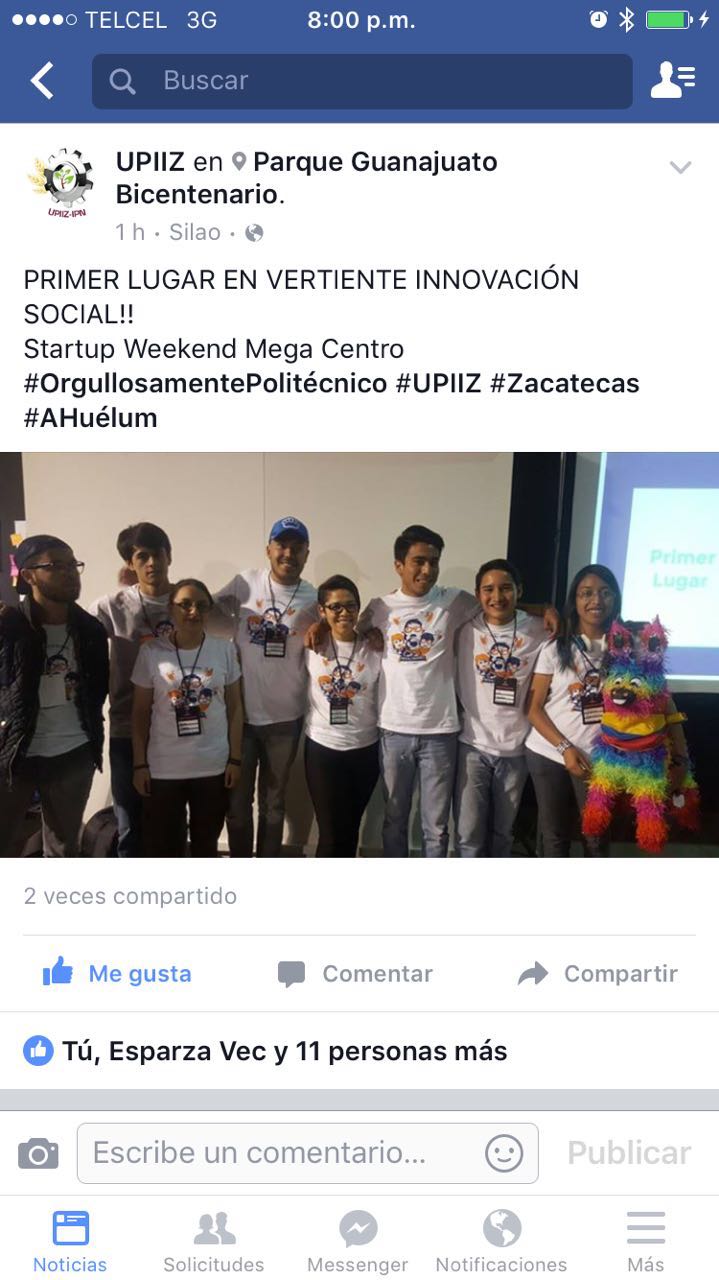 TELCEL 3G 8:00 p.m.
Buscar
UPIIZ en Parque Guanajuato
Bicentenario.
UPIIZ-IPN
1 h · Silao ·
PRIMER LUGAR EN VERTIENTE INNOVACIÓN
SOCIAL!!
Startup Weekend Mega Centro
#OrgullosamentePolitécnico #UPIIZ #Zacatecas
#AHuélum
Primer
Lugar
2 veces compartido
Me gusta Comentar Compartir
Tú, Esparza Vec y 11 personas más
Escribe un comentario... Publicar
Noticias Solicitudes Messenger Notificaciones Más